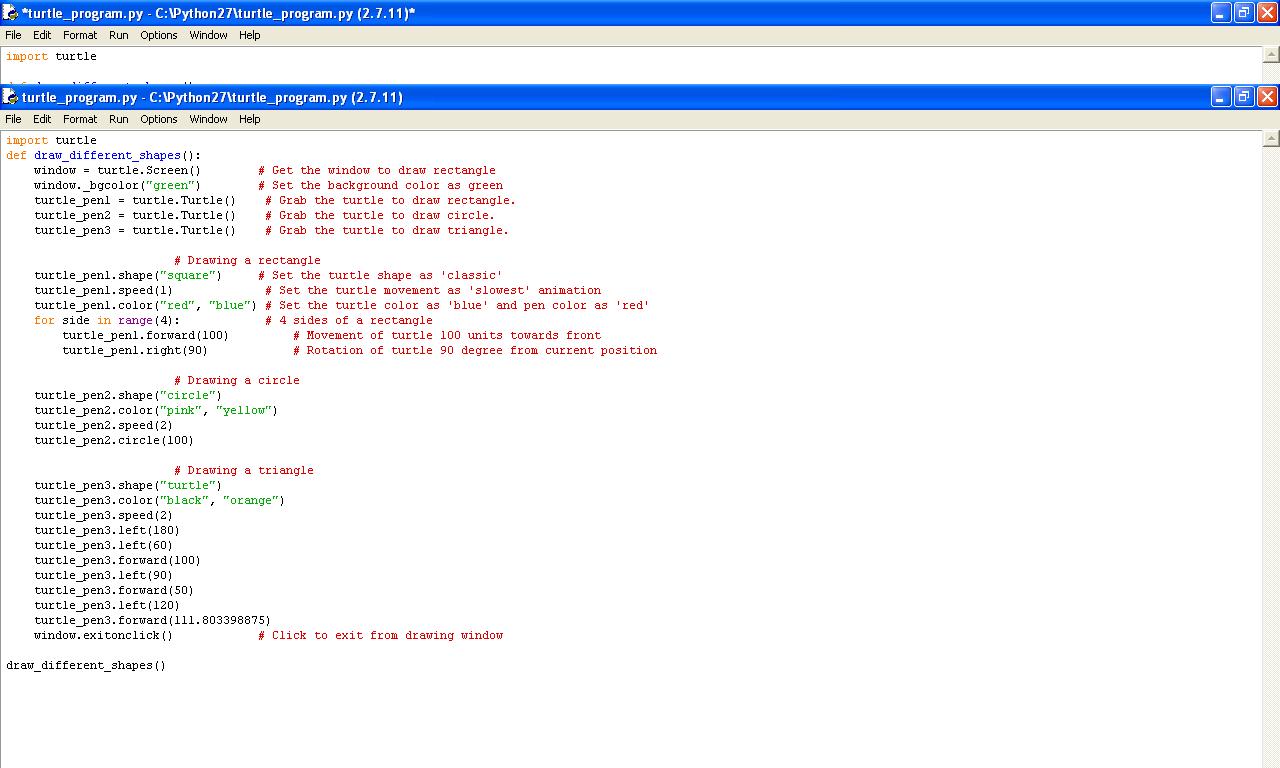 *turtle_program.py - C:\Python27\turtle_program.py (2.7.11)*
File Edit Format Run Options Window Help
import turtle
turtle_program.py - C:\Python27\turtle_program.py (2.7.11)
File Edit Format Run Options Window Help
import turtle
def draw_different_shapes():
    window = turtle.Screen()        # Get the window to draw rectangle
    window._bgcolor("green")        # Set the background color as green
    turtle_pen1 = turtle.Turtle()    # Grab the turtle to draw rectangle.
    turtle_pen2 = turtle.Turtle()    # Grab the turtle to draw circle.
    turtle_pen3 = turtle.Turtle()    # Grab the turtle to draw triangle.
                        # Drawing a rectangle
    turtle_pen1.shape("square")     # Set the turtle shape as 'classic'
    turtle_pen1.speed(1)             # Set the turtle movement as 'slowest' animation
    turtle_pen1.color("red", "blue") # Set the turtle color as 'blue' and pen color as 'red'
    for side in range(4):            # 4 sides of a rectangle
        turtle_pen1.forward(100)         # Movement of turtle 100 units towards front
        turtle_pen1.right(90)            # Rotation of turtle 90 degree from current position
                        # Drawing a circle
    turtle_pen2.shape("circle")
    turtle_pen2.color("pink", "yellow")
    turtle_pen2.speed(2)
    turtle_pen2.circle(100)
                        # Drawing a triangle
    turtle_pen3.shape("turtle")
    turtle_pen3.color("black", "orange")
    turtle_pen3.speed(2)
    turtle_pen3.left(180)
    turtle_pen3.left(60)
    turtle_pen3.forward(100)
    turtle_pen3.left(90)
    turtle_pen3.forward(50)
    turtle_pen3.left(120)
    turtle_pen3.forward(111.803398875)
    window.exitonclick()            # Click to exit from drawing window
draw_different_shapes()